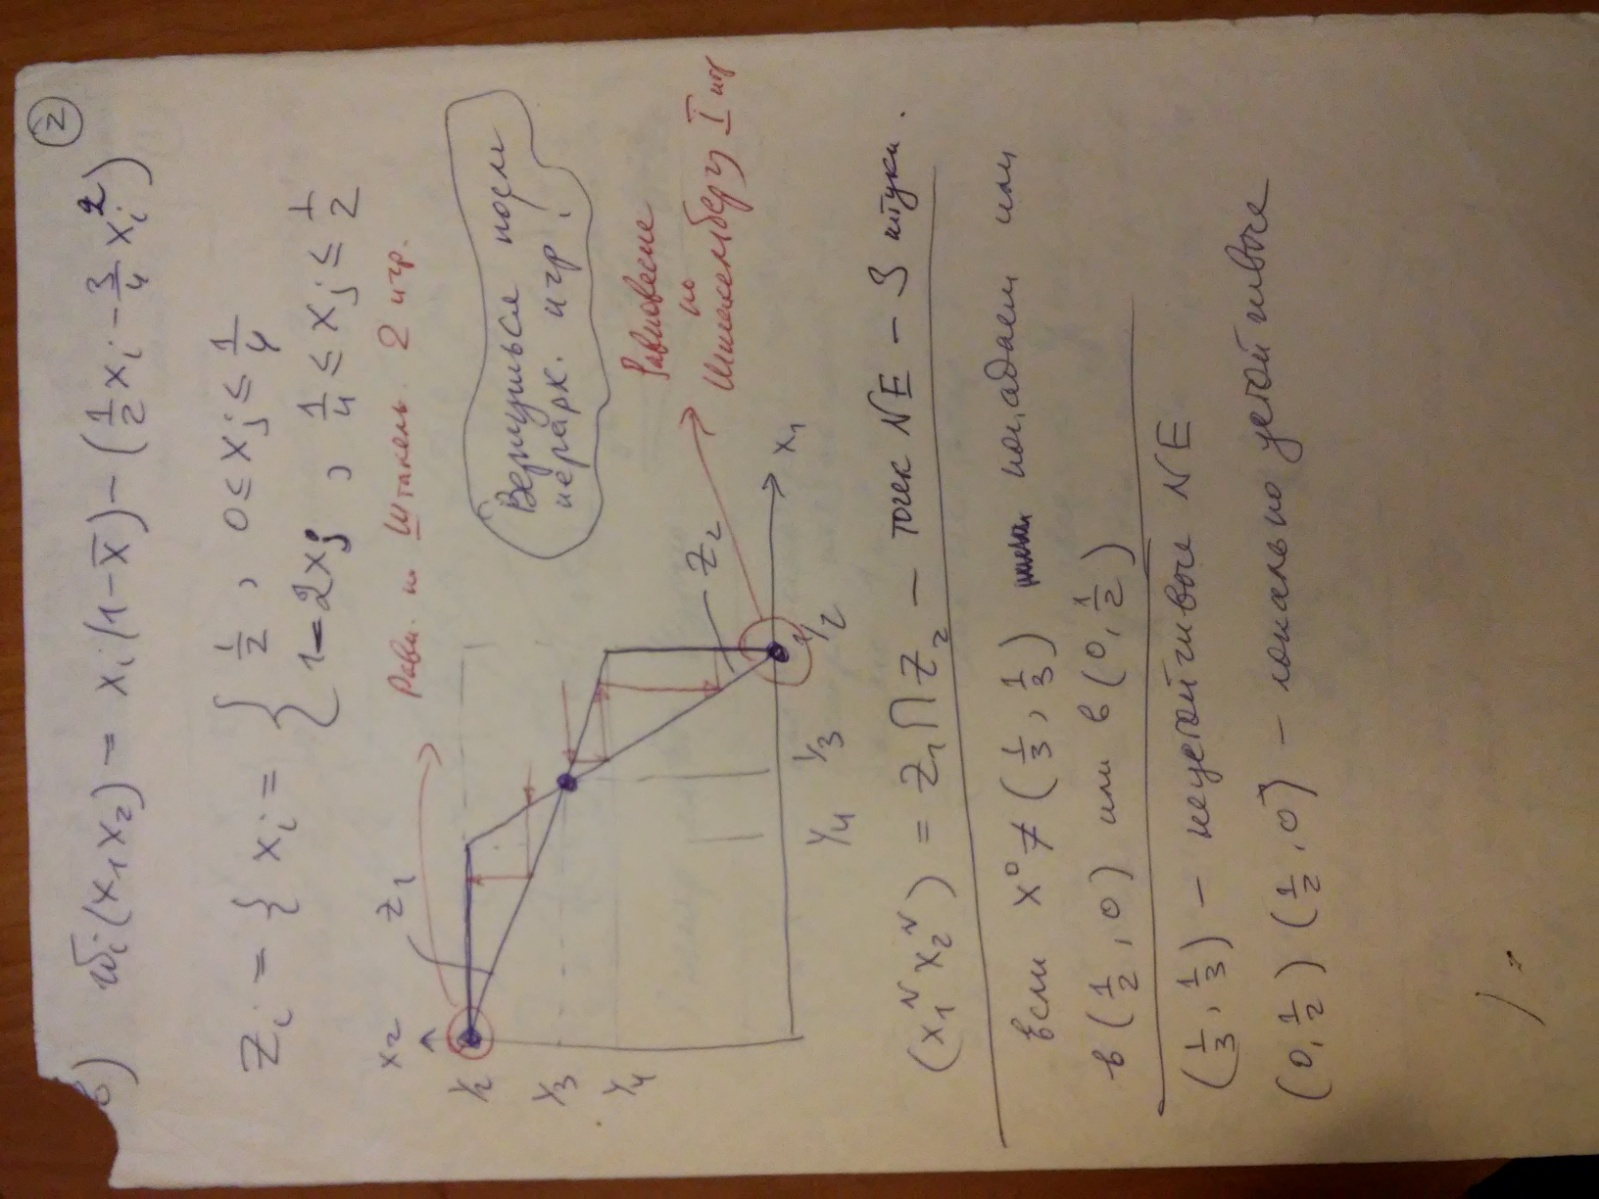 ②
в) w̅ᵢ(x₁x₂) = xᵢ(1-x̅) - (½xᵢ - ¾xᵢ²)
Zᵢ = { xᵢ = { ½, 0 ≤ xⱼ ≤ ¼
1-2xⱼ, ¼ ≤ xⱼ ≤ ½
Равн. по Штакель. 2 игр.
Вернуться после
иерарх. игр!
Равновесие
по
Штакельбергу I игр
x₂
Z₁
Z₂
x₁
1/2
1/3
1/4
1/4
1/3
1/2
(x₁ᴺ x₂ᴺ) = Z₁ ∩ Z₂ - точек NE - 3 штуки.
Если x⁰ ≠ (⅓, ⅓) попадаем или
в (½, 0) или в (0, ½)
(⅓, ⅓) - неустойчивые NE
(0, ½) (½, 0) - локально устойчивые